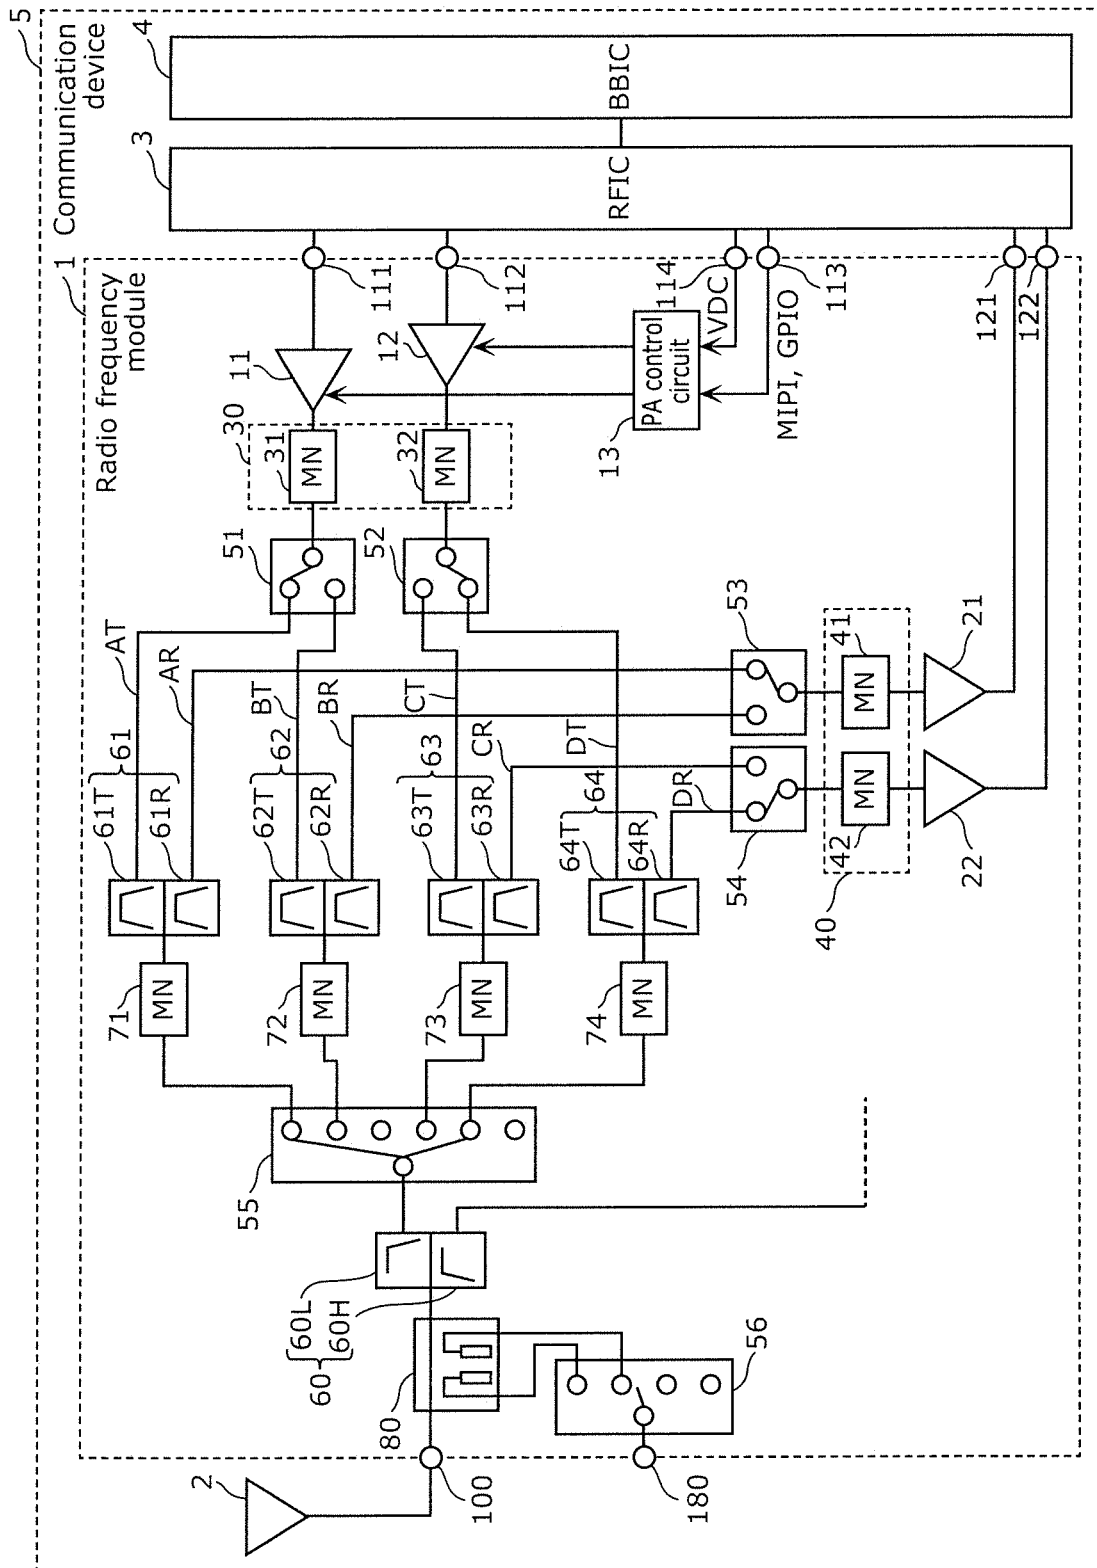 5
Communication device
4
BBIC
3
RFIC
1
Radio frequency module
111
112
114
113
121
122
VDC
MIPI, GPIO
11
12
PA control circuit
13
30
31
MN
32
MN
51
52
53
54
41
MN
42
MN
40
21
22
AT
AR
BT
BR
CT
CR
DT
DR
61T
61R
61
62T
62R
62
63T
63R
63
64T
64R
64
71
MN
72
MN
73
MN
74
MN
55
60L
60H
60
80
56
2
100
180